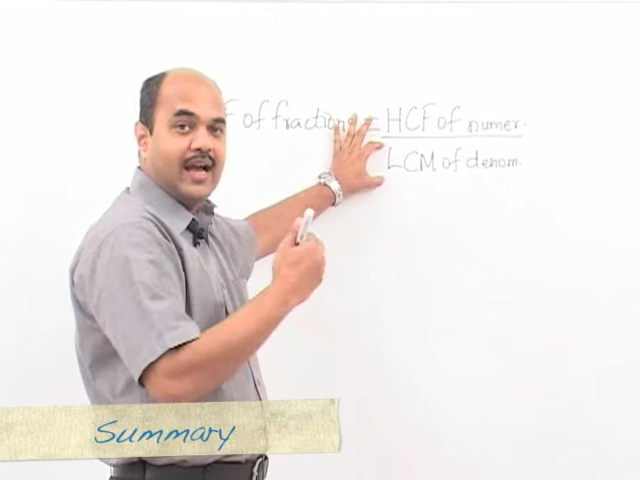 F of fractions = HCF of numer.
LCM of denom.
Summary